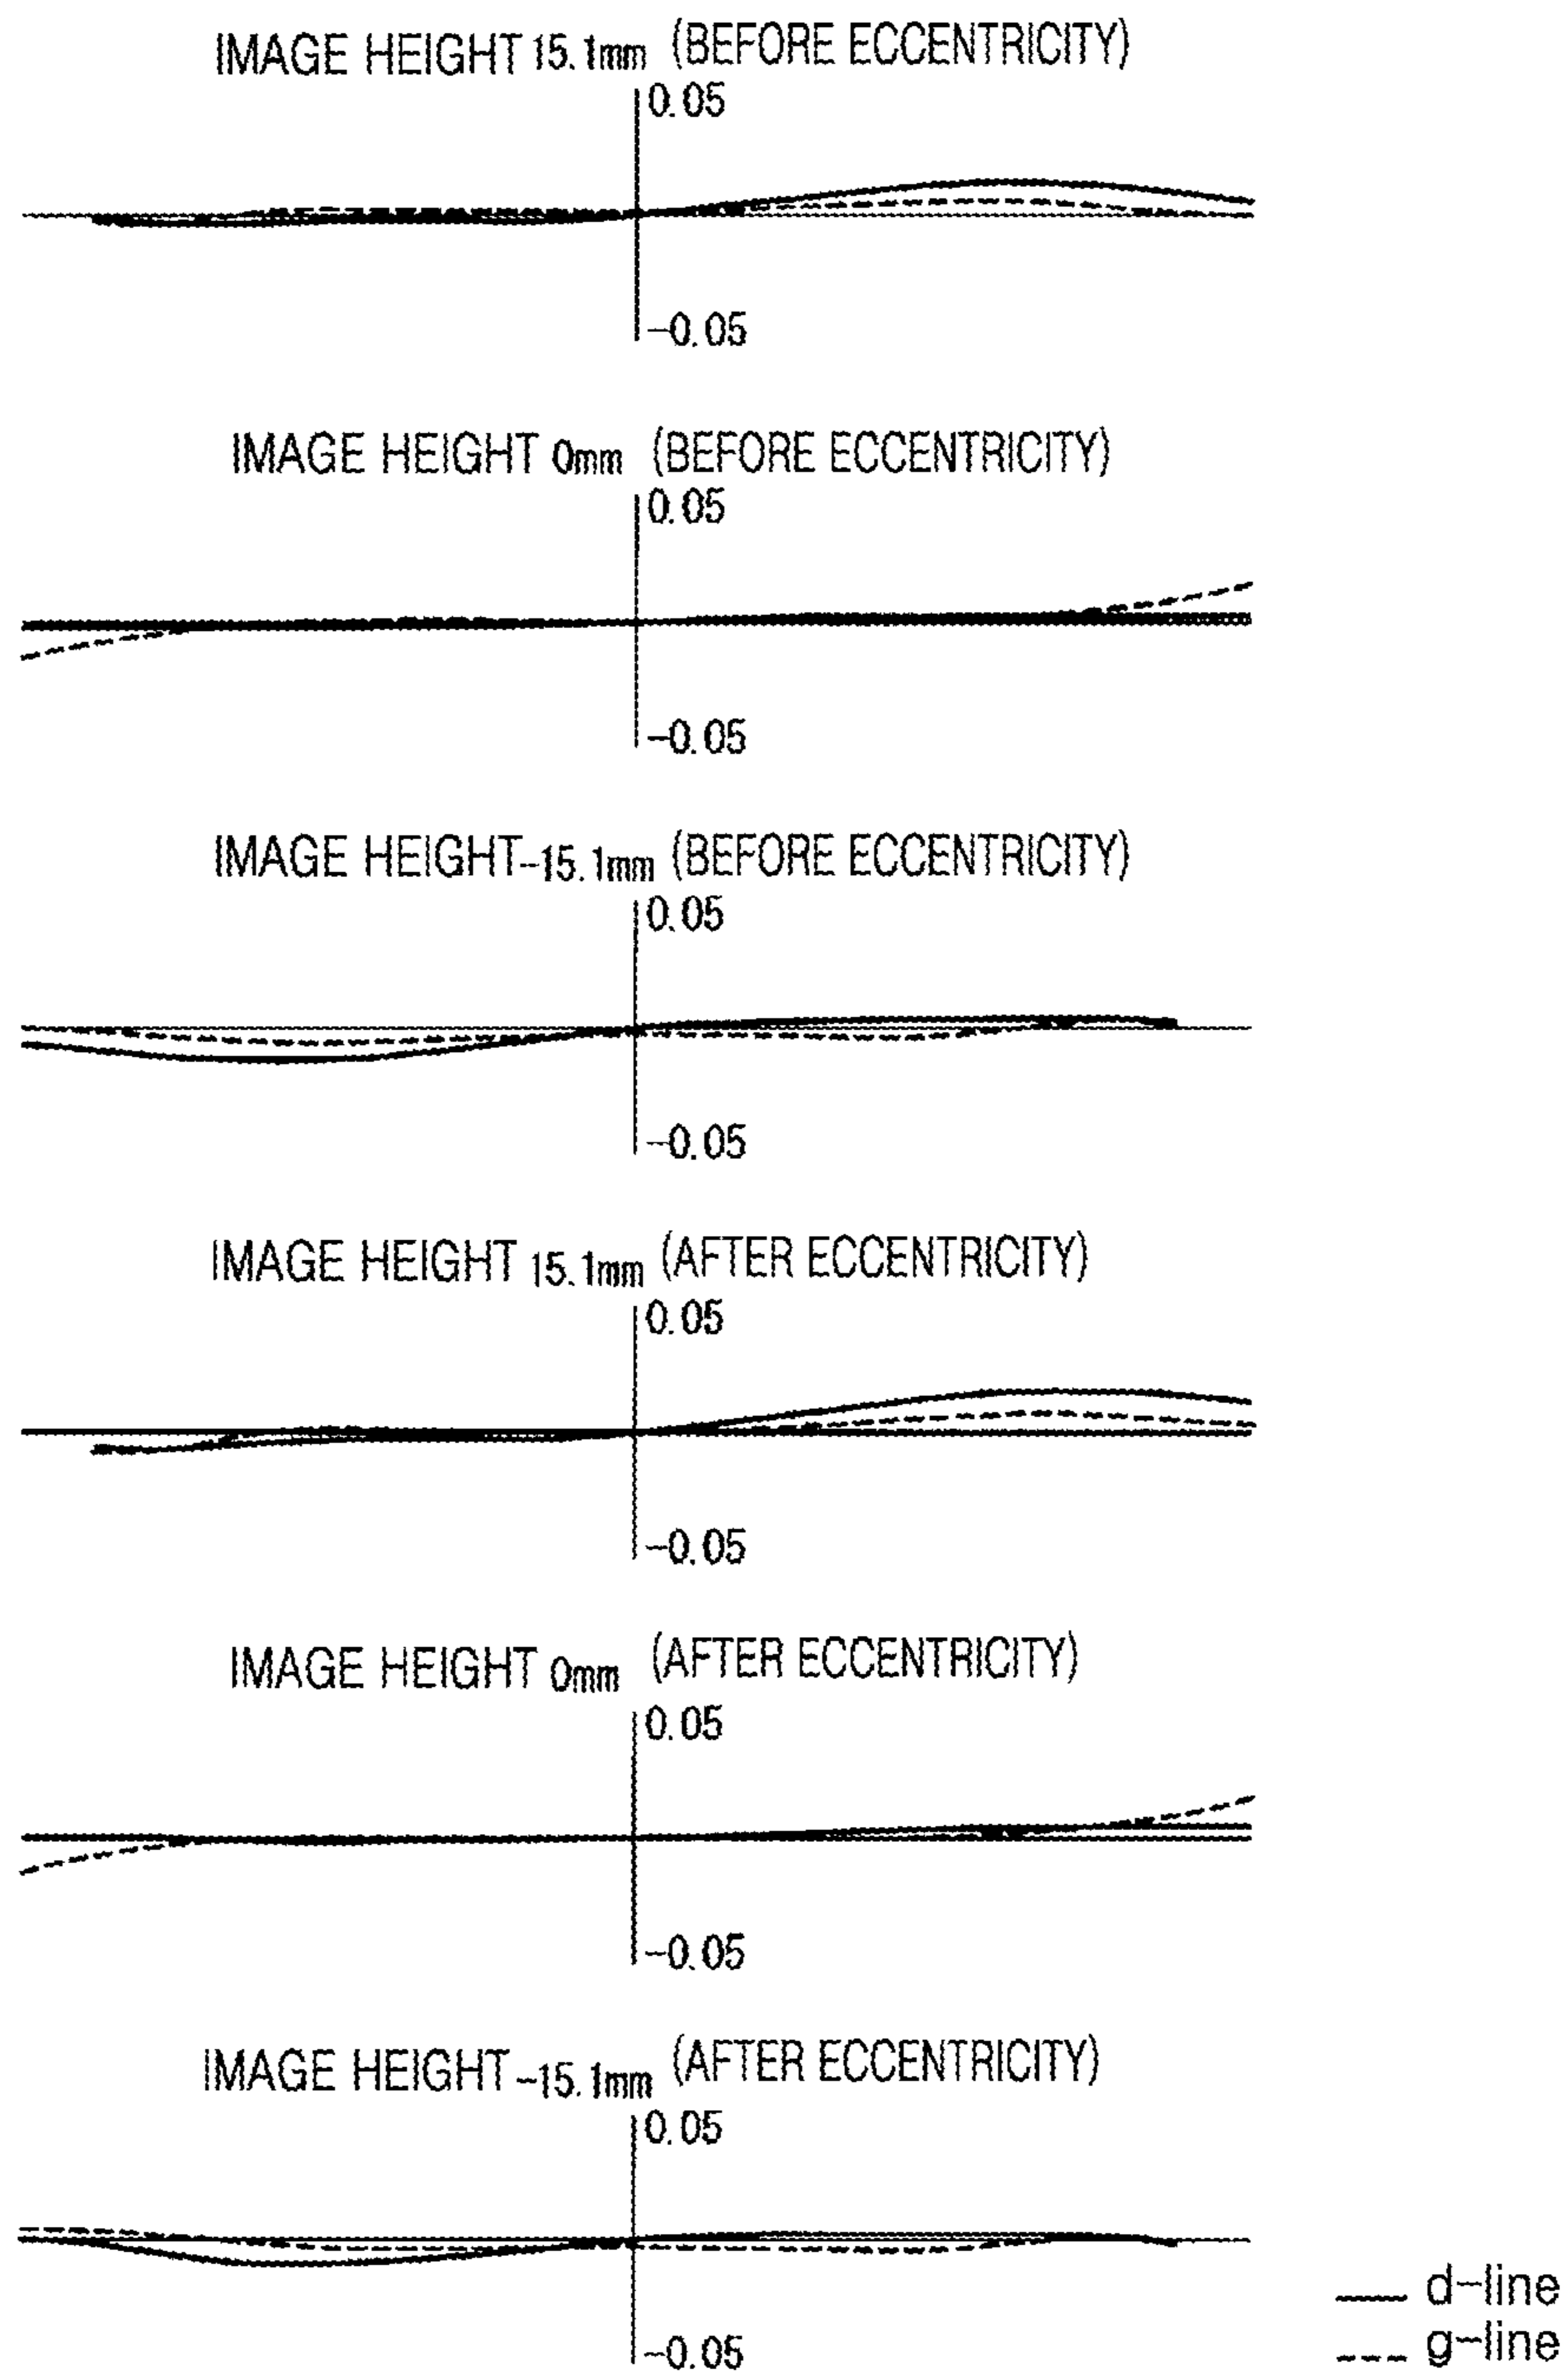 IMAGE HEIGHT 15.1mm (BEFORE ECCENTRICITY)
0.05
-0.05
IMAGE HEIGHT 0mm (BEFORE ECCENTRICITY)
0.05
-0.05
IMAGE HEIGHT -15.1mm (BEFORE ECCENTRICITY)
0.05
-0.05
IMAGE HEIGHT 15.1mm (AFTER ECCENTRICITY)
0.05
-0.05
IMAGE HEIGHT 0mm (AFTER ECCENTRICITY)
0.05
-0.05
IMAGE HEIGHT -15.1mm (AFTER ECCENTRICITY)
0.05
-0.05
d-line
g-line